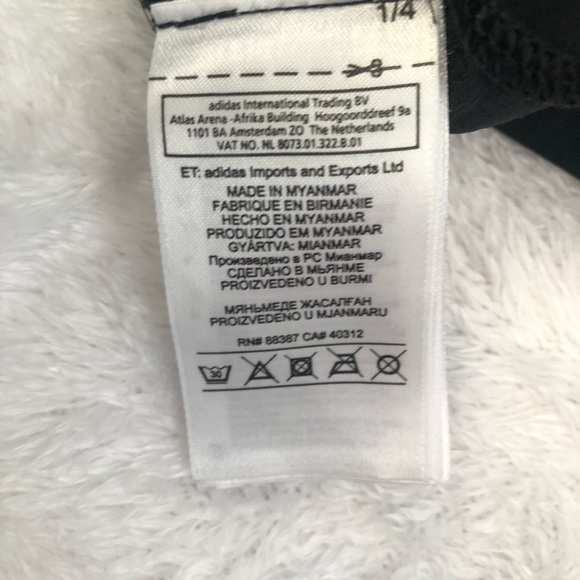 1/4
adidas International Trading BV
Atlas Arena -Afrika Building Hoogoorddreef 9a
1101 BA Amsterdam ZO The Netherlands
VAT NO. NL 8073.01.322.B.01
ET: adidas Imports and Exports Ltd
MADE IN MYANMAR
FABRIQUE EN BIRMANIE
HECHO EN MYANMAR
PRODUZIDO EM MYANMAR
GYÁRTVA: MIANMAR
Произведено в РС Мианмар
СДЕЛАНО В МЬЯНМЕ
PROIZVEDENO U BURMI
МЯНЬМЕДЕ ЖАСАЛҒАН
PROIZVEDENO U MJANMARU
RN# 88387 CA# 40312
30